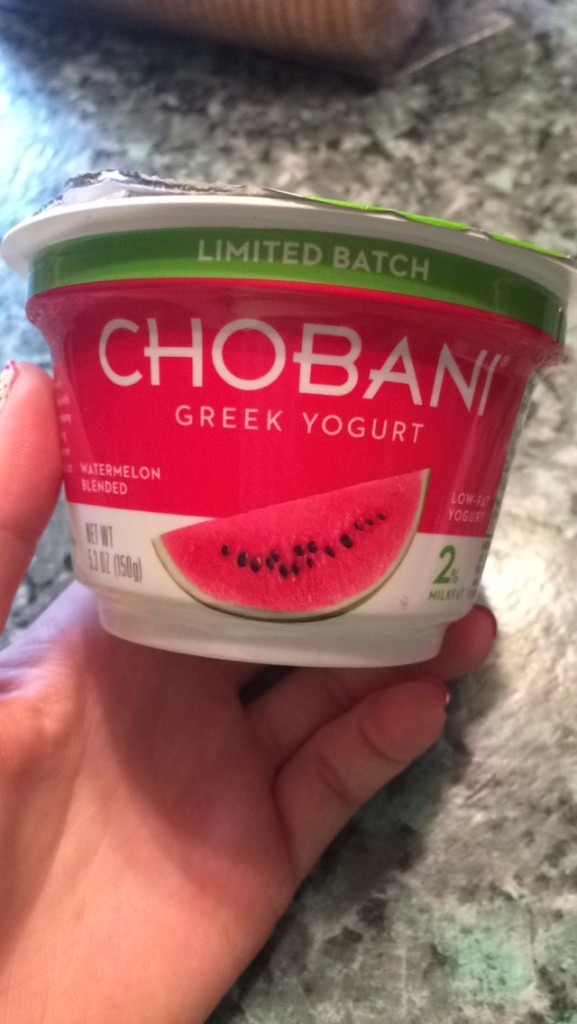 LIMITED BATCH
CHOBANI
GREEK YOGURT
WATERMELON
BLENDED
LOW-FAT
YOGURT
NET WT
5.3 OZ (150g)
2%
MILKFAT